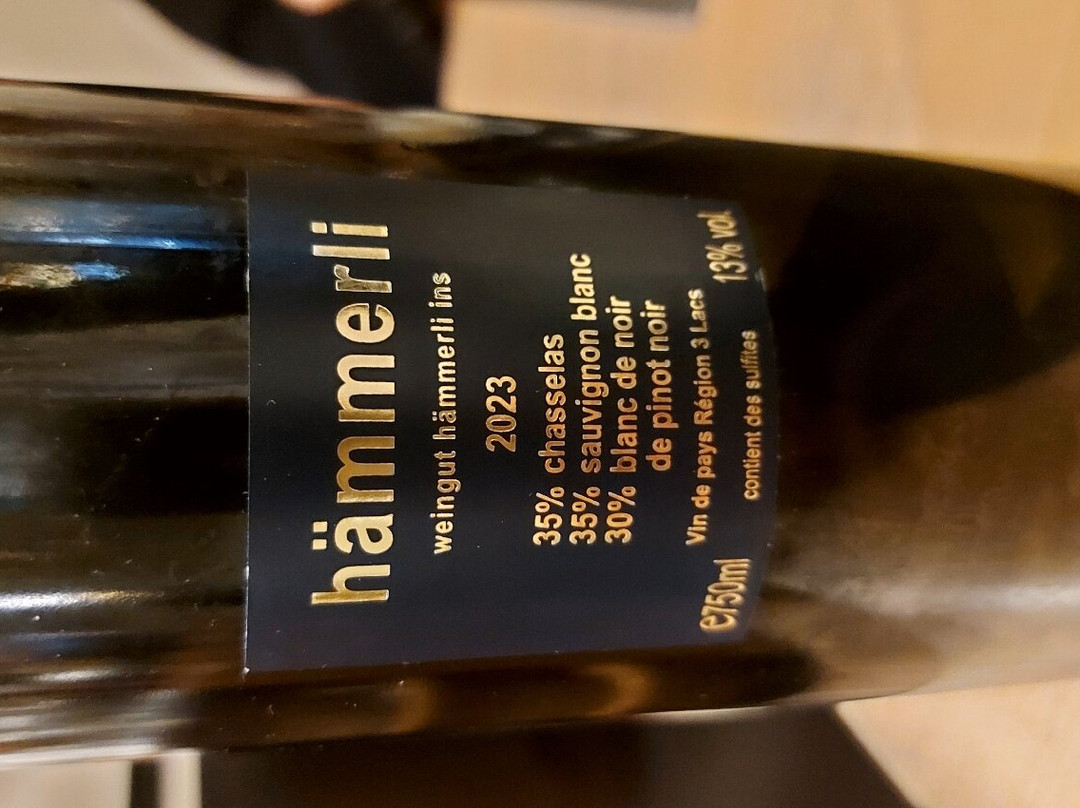 hämmerli
weingut hämmerli ins
2023
35% chasselas
35% sauvignon blanc
30% blanc de noir
de pinot noir
Vin de pays Région 3 Lacs
℮750ml 13% vol
contient des sulfites